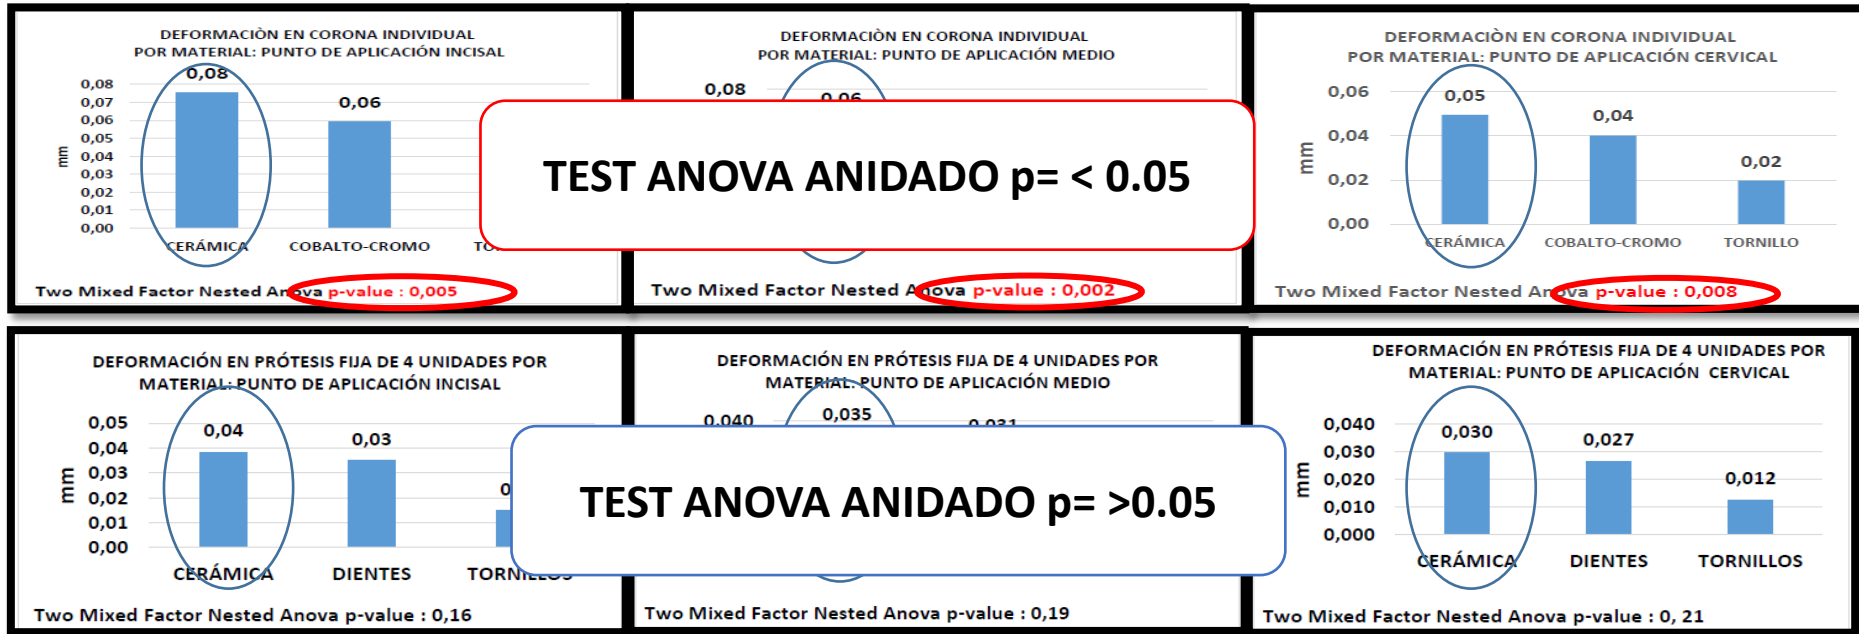 DEFORMACIÒN EN CORONA INDIVIDUAL
POR MATERIAL: PUNTO DE APLICACIÓN INCISAL
0,08
0,08
0,07
0,06
0,05
0,04
0,03
0,02
0,01
0,00
mm
0,06
CERÁMICA
COBALTO-CROMO
Two Mixed Factor Nested Anova p-value : 0,005
DEFORMACIÒN EN CORONA INDIVIDUAL
POR MATERIAL: PUNTO DE APLICACIÓN MEDIO
0,08
0,06
Two Mixed Factor Nested Anova p-value : 0,002
DEFORMACIÒN EN CORONA INDIVIDUAL
POR MATERIAL: PUNTO DE APLICACIÓN CERVICAL
0,06
0,04
0,02
0,00
mm
0,05
0,04
0,02
CERÁMICA
COBALTO-CROMO
TORNILLO
Two Mixed Factor Nested Anova p-value : 0,008
TEST ANOVA ANIDADO p= < 0.05
DEFORMACIÓN EN PRÓTESIS FIJA DE 4 UNIDADES POR
MATERIAL: PUNTO DE APLICACIÓN INCISAL
0,05
0,04
0,03
0,02
0,01
0,00
mm
0,04
0,03
CERÁMICA
DIENTES
TORNILLOS
Two Mixed Factor Nested Anova p-value : 0,16
DEFORMACIÓN EN PRÓTESIS FIJA DE 4 UNIDADES POR
MATERIAL: PUNTO DE APLICACIÓN MEDIO
0,040
0,035
0,031
Two Mixed Factor Nested Anova p-value : 0,19
DEFORMACIÓN EN PRÓTESIS FIJA DE 4 UNIDADES POR
MATERIAL: PUNTO DE APLICACIÓN CERVICAL
0,040
0,030
0,020
0,010
0,000
mm
0,030
0,027
0,012
CERÁMICA
DIENTES
TORNILLOS
Two Mixed Factor Nested Anova p-value : 0, 21
TEST ANOVA ANIDADO p= >0.05